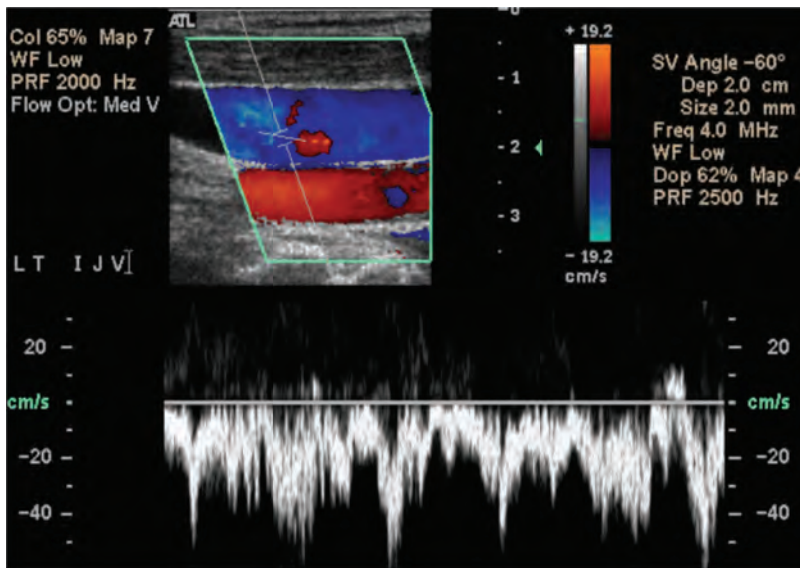 Col 65% Map 7
WF Low
PRF 2000 Hz
Flow Opt: Med V
ATL
0
1
2
3
+ 19.2
- 19.2
cm/s
SV Angle -60°
Dep 2.0 cm
Size 2.0 mm
Freq 4.0 MHz
WF Low
Dop 62% Map 4
PRF 2500 Hz
LT IJV
20
cm/s
-20
-40
20
cm/s
-20
-40